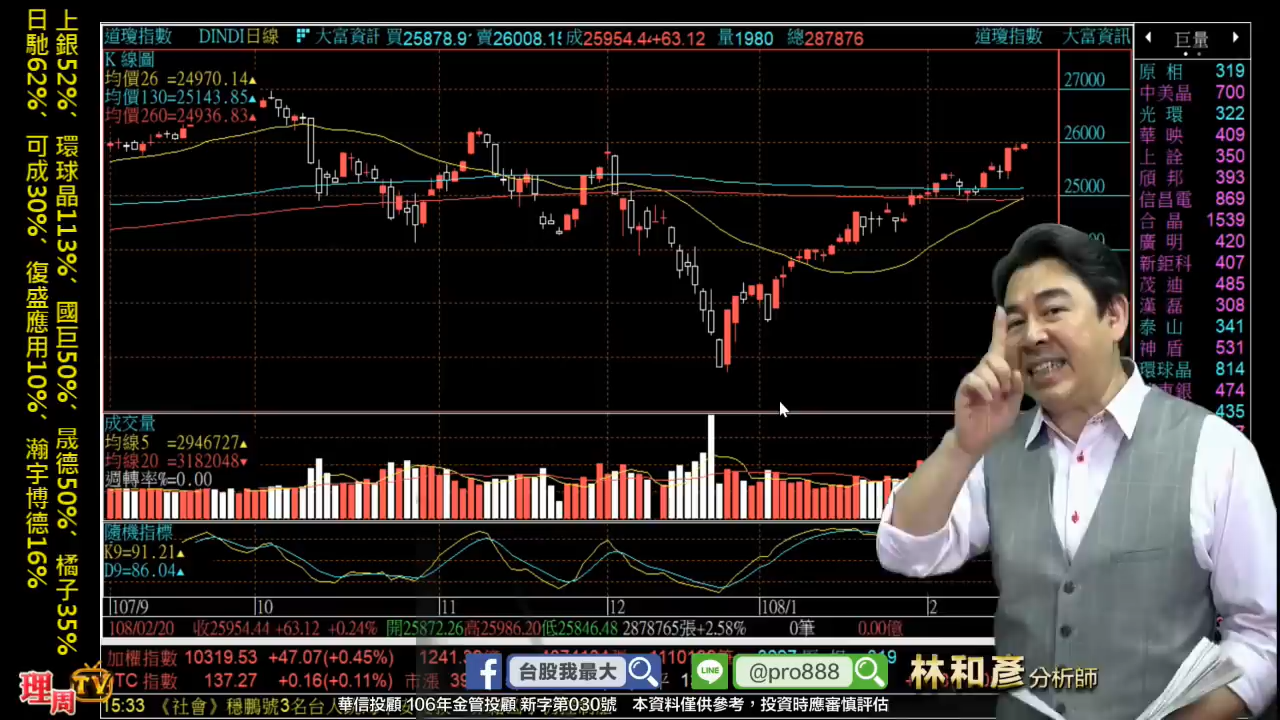 上銀52%、環球晶113%、國巨50%、晟德50%、橘子35%
日馳62%、可成30%、復盛應用10%、瀚宇博德16%
道瓊指數 DINDI日線 大富資訊 買25878.9 賣26008.1 成25954.44+63.12 量1980 總287876 道瓊指數 大富資訊
K 線圖
均價26 =24970.14▲
均價130=25143.85▲
均價260=24936.83▲
27000
26000
25000
成交量
均線5 =2946727▲
均線20 =3182048▼
週轉率%=0.00
隨機指標
K9=91.21▲
D9=86.04▲
107/9 10 11 12 108/1 2
108/02/20 收25954.44 +63.12 +0.24% 開25872.26高25986.20低25846.48 2878765張+2.58% 0筆 0.00億
巨量
原相 319
中美晶 700
光環 322
華映 409
上詮 350
頎邦 393
信昌電 869
合晶 1539
廣明 420
新鉅科 407
茂迪 485
漢磊 308
泰山 341
神盾 531
環球晶 814
東銀 474
435
加權指數 10319.53 +47.07(+0.45%) 1241.
TC 指數 137.27 +0.16(+0.11%) 市漲
台股我最大
LINE
@pro888
林和彥 分析師
理周TV
15:33 《社會》穩鵬號3名台人
華信投顧 106年金管投顧 新字第030號 本資料僅供參考，投資時應審慎評估